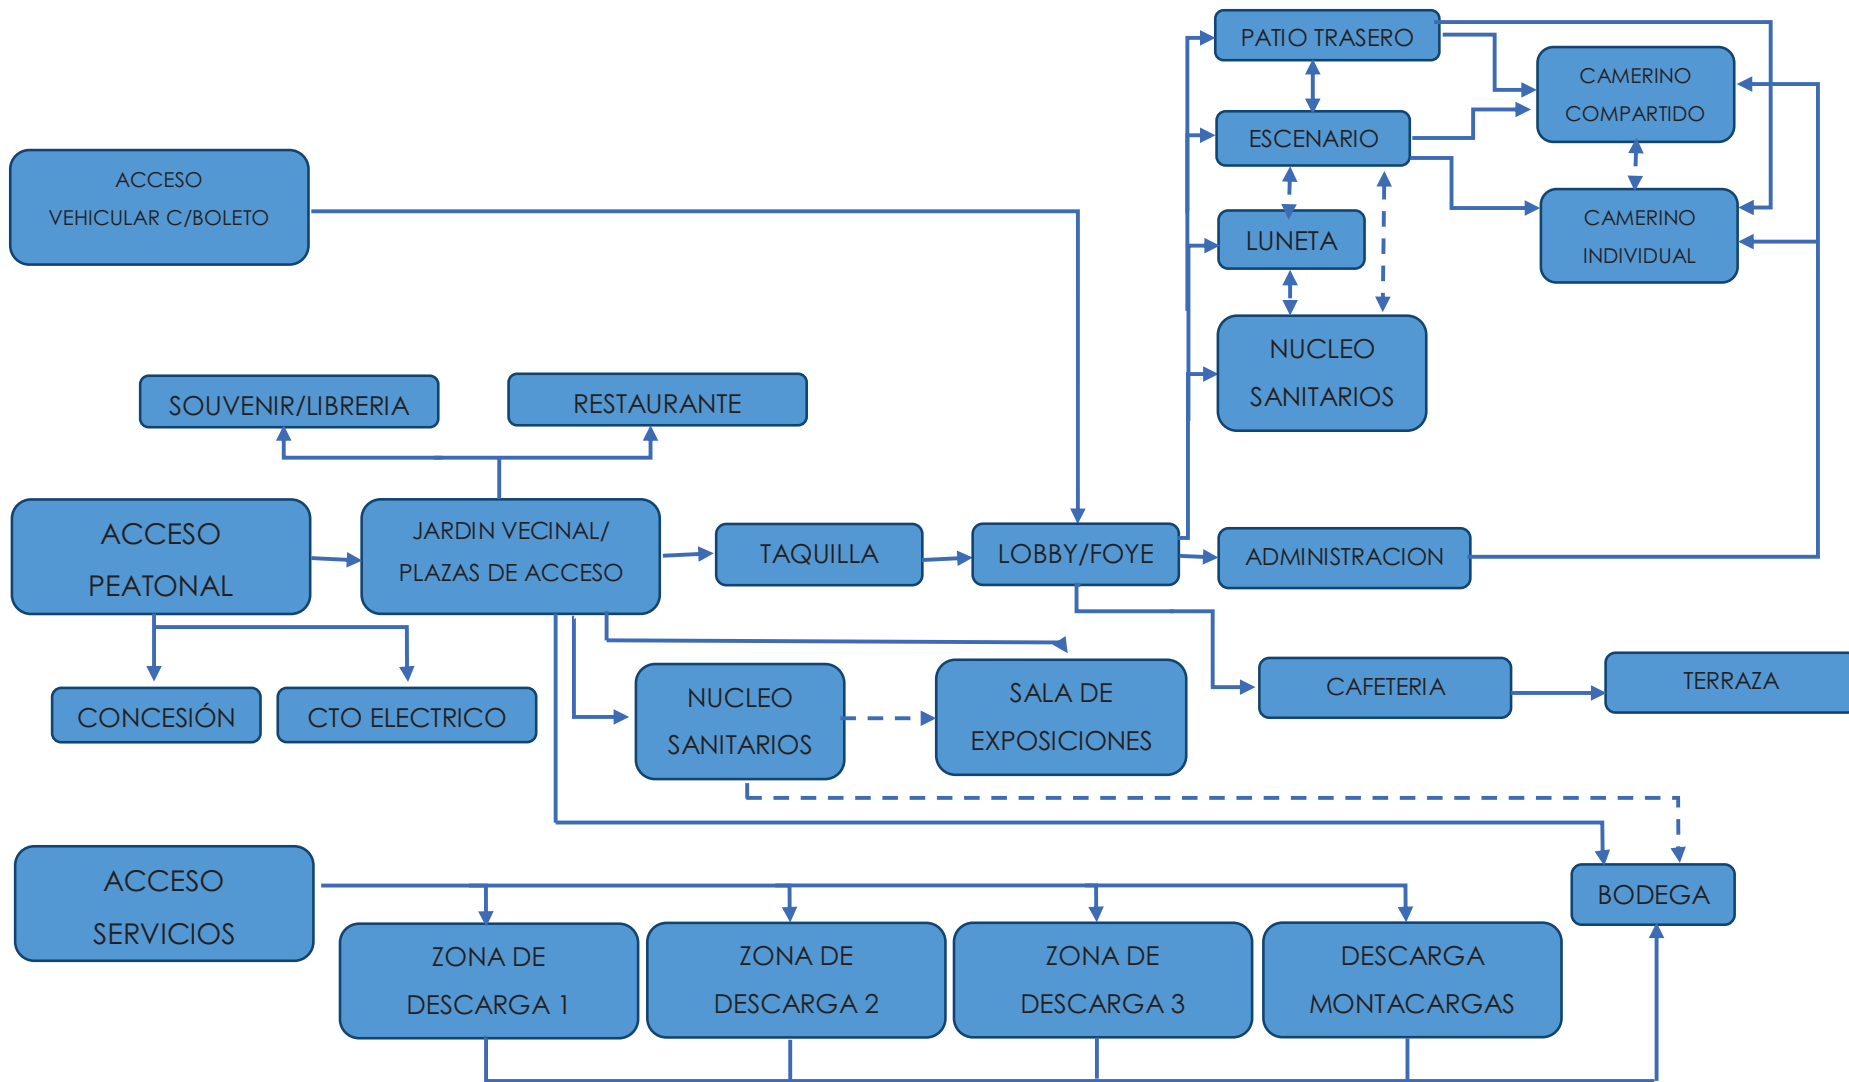 PATIO TRASERO
CAMERINO
COMPARTIDO
ESCENARIO
ACCESO
VEHICULAR C/BOLETO
LUNETA
CAMERINO
INDIVIDUAL
NUCLEO
SANITARIOS
SOUVENIR/LIBRERIA
RESTAURANTE
ACCESO
PEATONAL
JARDIN VECINAL/
PLAZAS DE ACCESO
TAQUILLA
LOBBY/FOYE
ADMINISTRACION
CONCESIÓN
CTO ELECTRICO
NUCLEO
SANITARIOS
SALA DE
EXPOSICIONES
CAFETERIA
TERRAZA
ACCESO
SERVICIOS
BODEGA
ZONA DE
DESCARGA 1
ZONA DE
DESCARGA 2
ZONA DE
DESCARGA 3
DESCARGA
MONTACARGAS